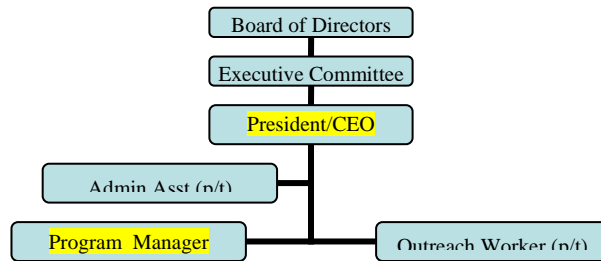 Board of Directors
Executive Committee
President/CEO
Admin Asst (p/t)
Program Manager
Outreach Worker (p/t)